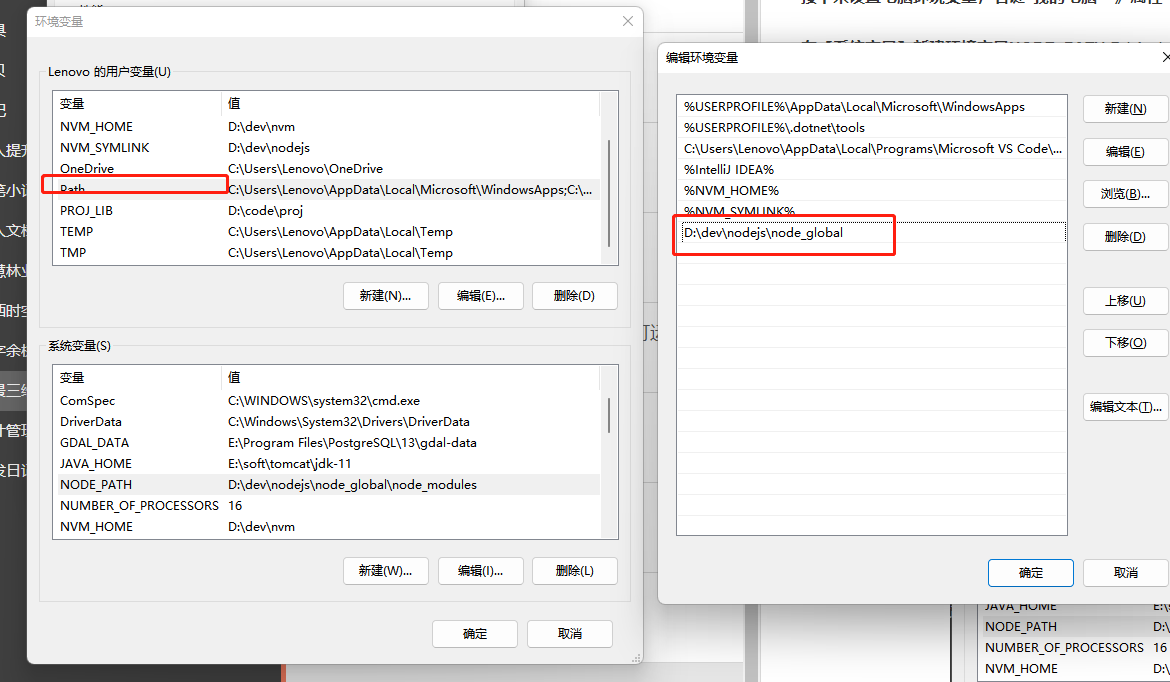 环境变量
Lenovo 的用户变量(U)
变量 值
NVM_HOME D:\dev\nvm
NVM_SYMLINK D:\dev\nodejs
OneDrive C:\Users\Lenovo\OneDrive
Path C:\Users\Lenovo\AppData\Local\Microsoft\WindowsApps;C:\...
PROJ_LIB D:\code\proj
TEMP C:\Users\Lenovo\AppData\Local\Temp
TMP C:\Users\Lenovo\AppData\Local\Temp
新建(N)... 编辑(E)... 删除(D)
系统变量(S)
变量 值
ComSpec C:\WINDOWS\system32\cmd.exe
DriverData C:\Windows\System32\Drivers\DriverData
GDAL_DATA E:\Program Files\PostgreSQL\13\gdal-data
JAVA_HOME E:\soft\tomcat\jdk-11
NODE_PATH D:\dev\nodejs\node_global\node_modules
NUMBER_OF_PROCESSORS 16
NVM_HOME D:\dev\nvm
新建(W)... 编辑(I)... 删除(L)
确定 取消
编辑环境变量
%USERPROFILE%\AppData\Local\Microsoft\WindowsApps
%USERPROFILE%\.dotnet\tools
C:\Users\Lenovo\AppData\Local\Programs\Microsoft VS Code\...
%IntelliJ IDEA%
%NVM_HOME%
%NVM_SYMLINK%
D:\dev\nodejs\node_global
新建(N)
编辑(E)
浏览(B)...
删除(D)
上移(U)
下移(O)
编辑文本(T)...
确定 取消
JAVA_HOME E:\
NODE_PATH D:\
NUMBER_OF_PROCESSORS 16
NVM_HOME D:\